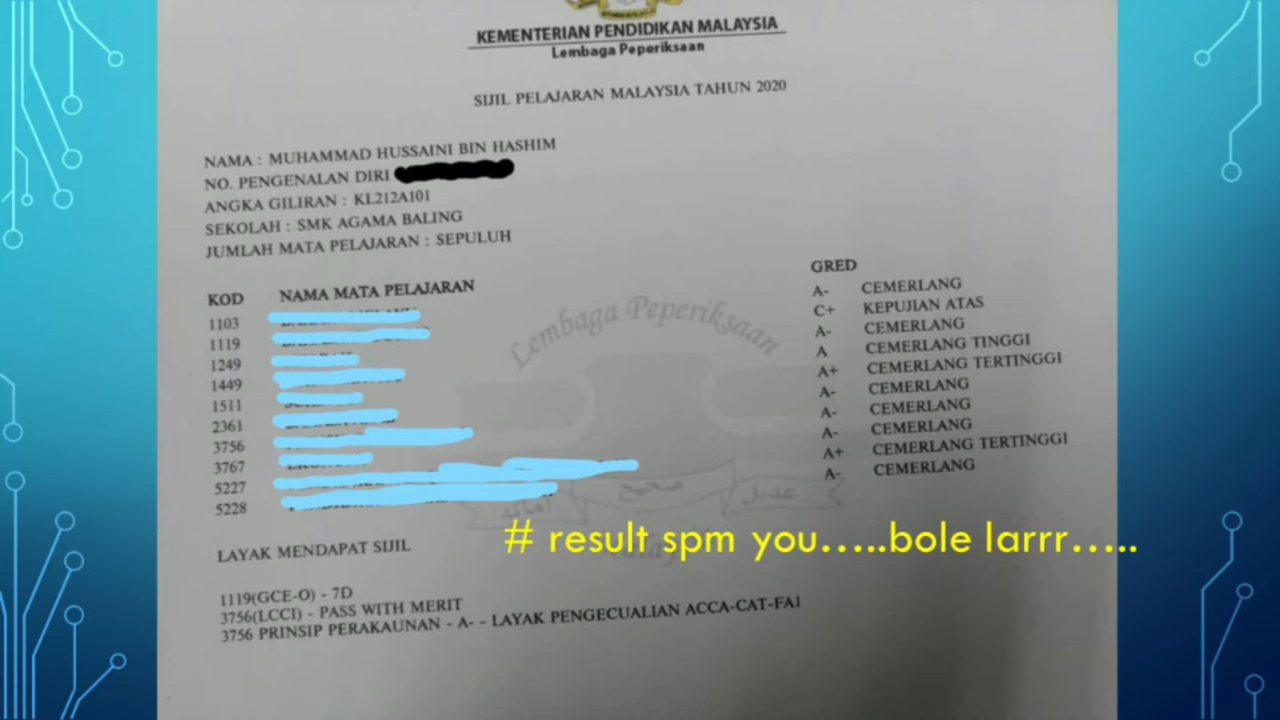 KEMENTERIAN PENDIDIKAN MALAYSIA
Lembaga Peperiksaan
SIJIL PELAJARAN MALAYSIA TAHUN 2020
NAMA : MUHAMMAD HUSSAINI BIN HASHIM
NO. PENGENALAN DIRI
ANGKA GILIRAN : KL212A101
SEKOLAH : SMK AGAMA BALING
JUMLAH MATA PELAJARAN : SEPULUH
KOD NAMA MATA PELAJARAN GRED
1103 A- CEMERLANG
1119 C+ KEPUJIAN ATAS
1249 A- CEMERLANG
1449 A CEMERLANG TINGGI
1511 A+ CEMERLANG TERTINGGI
2361 A- CEMERLANG
3756 A- CEMERLANG
3767 A- CEMERLANG
5227 A+ CEMERLANG TERTINGGI
5228 A- CEMERLANG
Lembaga Peperiksaan
امانه صحيح عديل
# result spm you.....bole larrr.....
LAYAK MENDAPAT SIJIL
1119(GCE-O) - 7D
3756(LCCI) - PASS WITH MERIT
3756 PRINSIP PERAKAUNAN - A- - LAYAK PENGECUALIAN ACCA-CAT-FA1